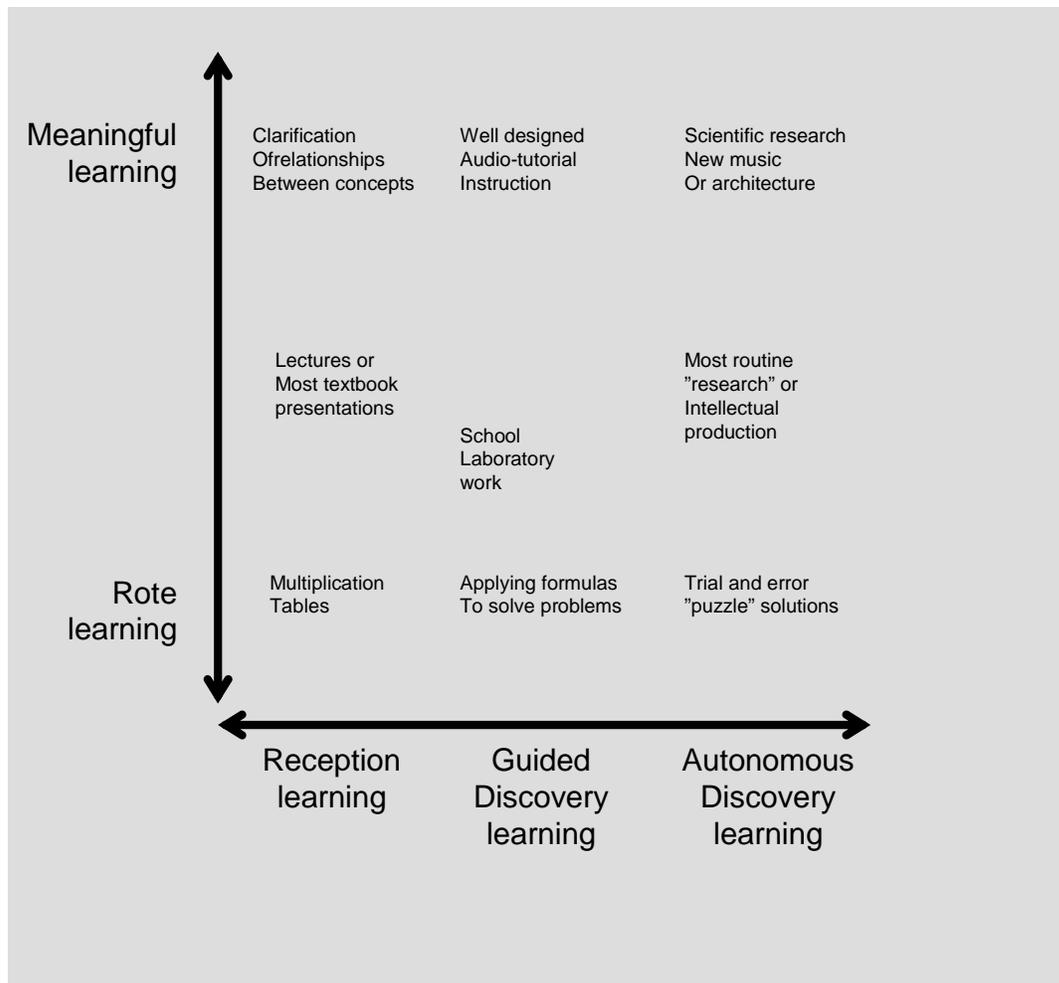 Meaningful
learning
Clarification
Ofrelationships
Between concepts
Well designed
Audio-tutorial
Instruction
Scientific research
New music
Or architecture
Lectures or
Most textbook
presentations
School
Laboratory
work
Most routine
”research” or
Intellectual
production
Rote
learning
Multiplication
Tables
Applying formulas
To solve problems
Trial and error
”puzzle” solutions
Reception
learning
Guided
Discovery
learning
Autonomous
Discovery
learning